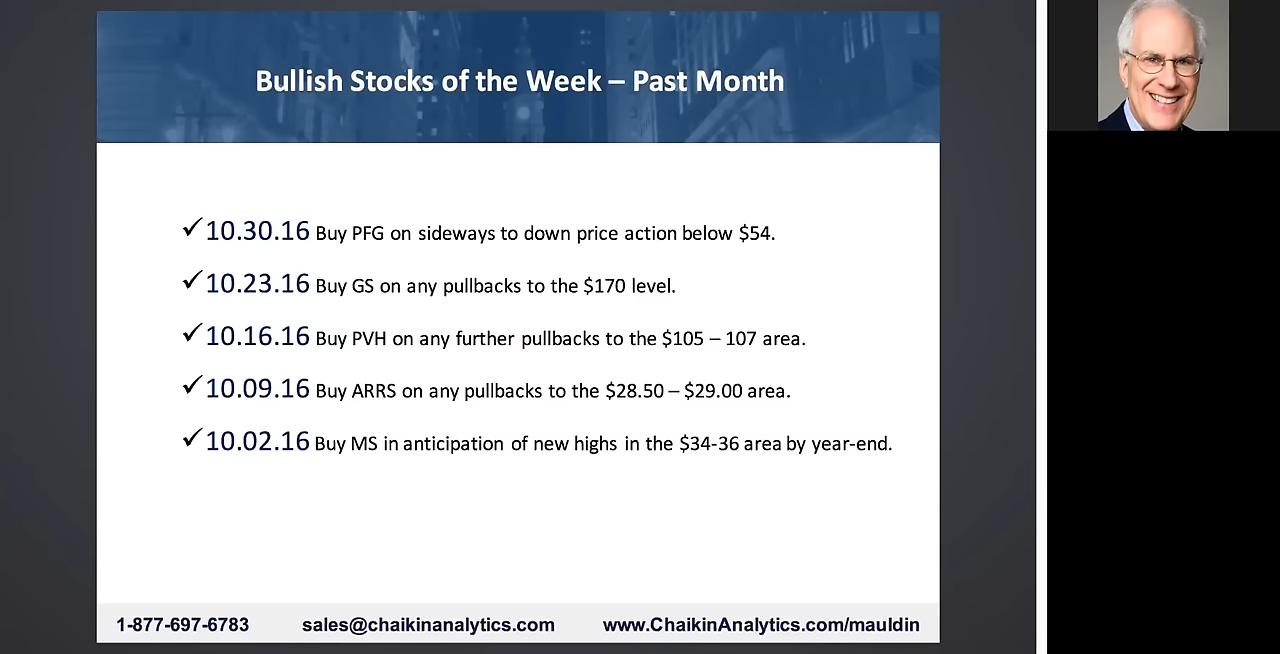 Bullish Stocks of the Week – Past Month
✓10.30.16 Buy PFG on sideways to down price action below $54.
✓10.23.16 Buy GS on any pullbacks to the $170 level.
✓10.16.16 Buy PVH on any further pullbacks to the $105 – 107 area.
✓10.09.16 Buy ARRS on any pullbacks to the $28.50 – $29.00 area.
✓10.02.16 Buy MS in anticipation of new highs in the $34-36 area by year-end.
1-877-697-6783 sales@chaikinanalytics.com www.ChaikinAnalytics.com/mauldin